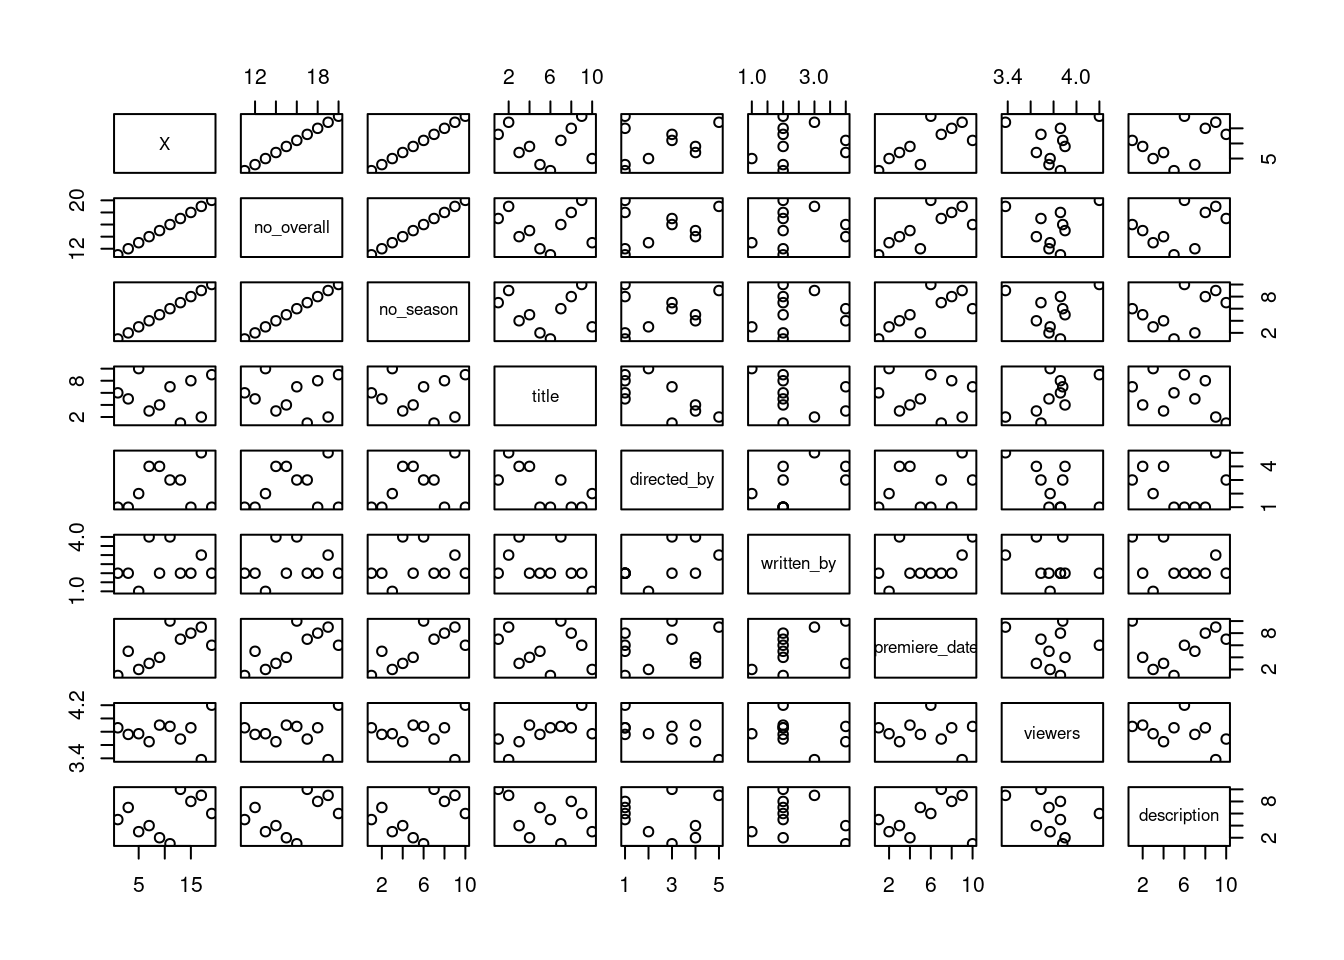 12 18 2 6 10 1.0 3.0 3.4 4.0
X 5
12 20 no_overall
no_season 2 8
2 8 title
directed_by 1 4
1.0 4.0 written_by
premiere_date 2 8
3.4 4.2 viewers
description 2 8
5 15 2 6 10 1 3 5 2 6 10 2 6 10